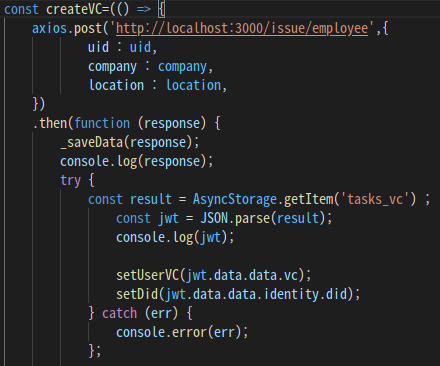 const createVC=(() => {
    axios.post('http://localhost:3000/issue/employee',{
            uid : uid,
            company : company,
            location : location,
    })
    .then(function (response) {
        _saveData(response);
        console.log(response);
        try {
            const result = AsyncStorage.getItem('tasks_vc') ;
                const jwt = JSON.parse(result);
                console.log(jwt);

                setUserVC(jwt.data.data.vc);
                setDid(jwt.data.data.identity.did);
            } catch (err) {
                console.error(err);
            };